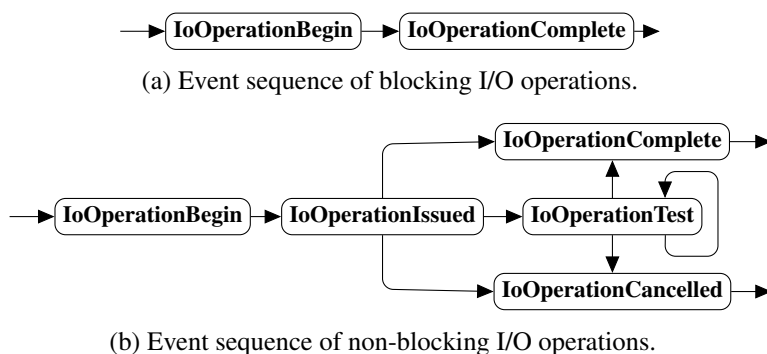 IoOperationBegin IoOperationComplete
(a) Event sequence of blocking I/O operations.
IoOperationComplete
IoOperationBegin IoOperationIssued IoOperationTest
IoOperationCancelled
(b) Event sequence of non-blocking I/O operations.